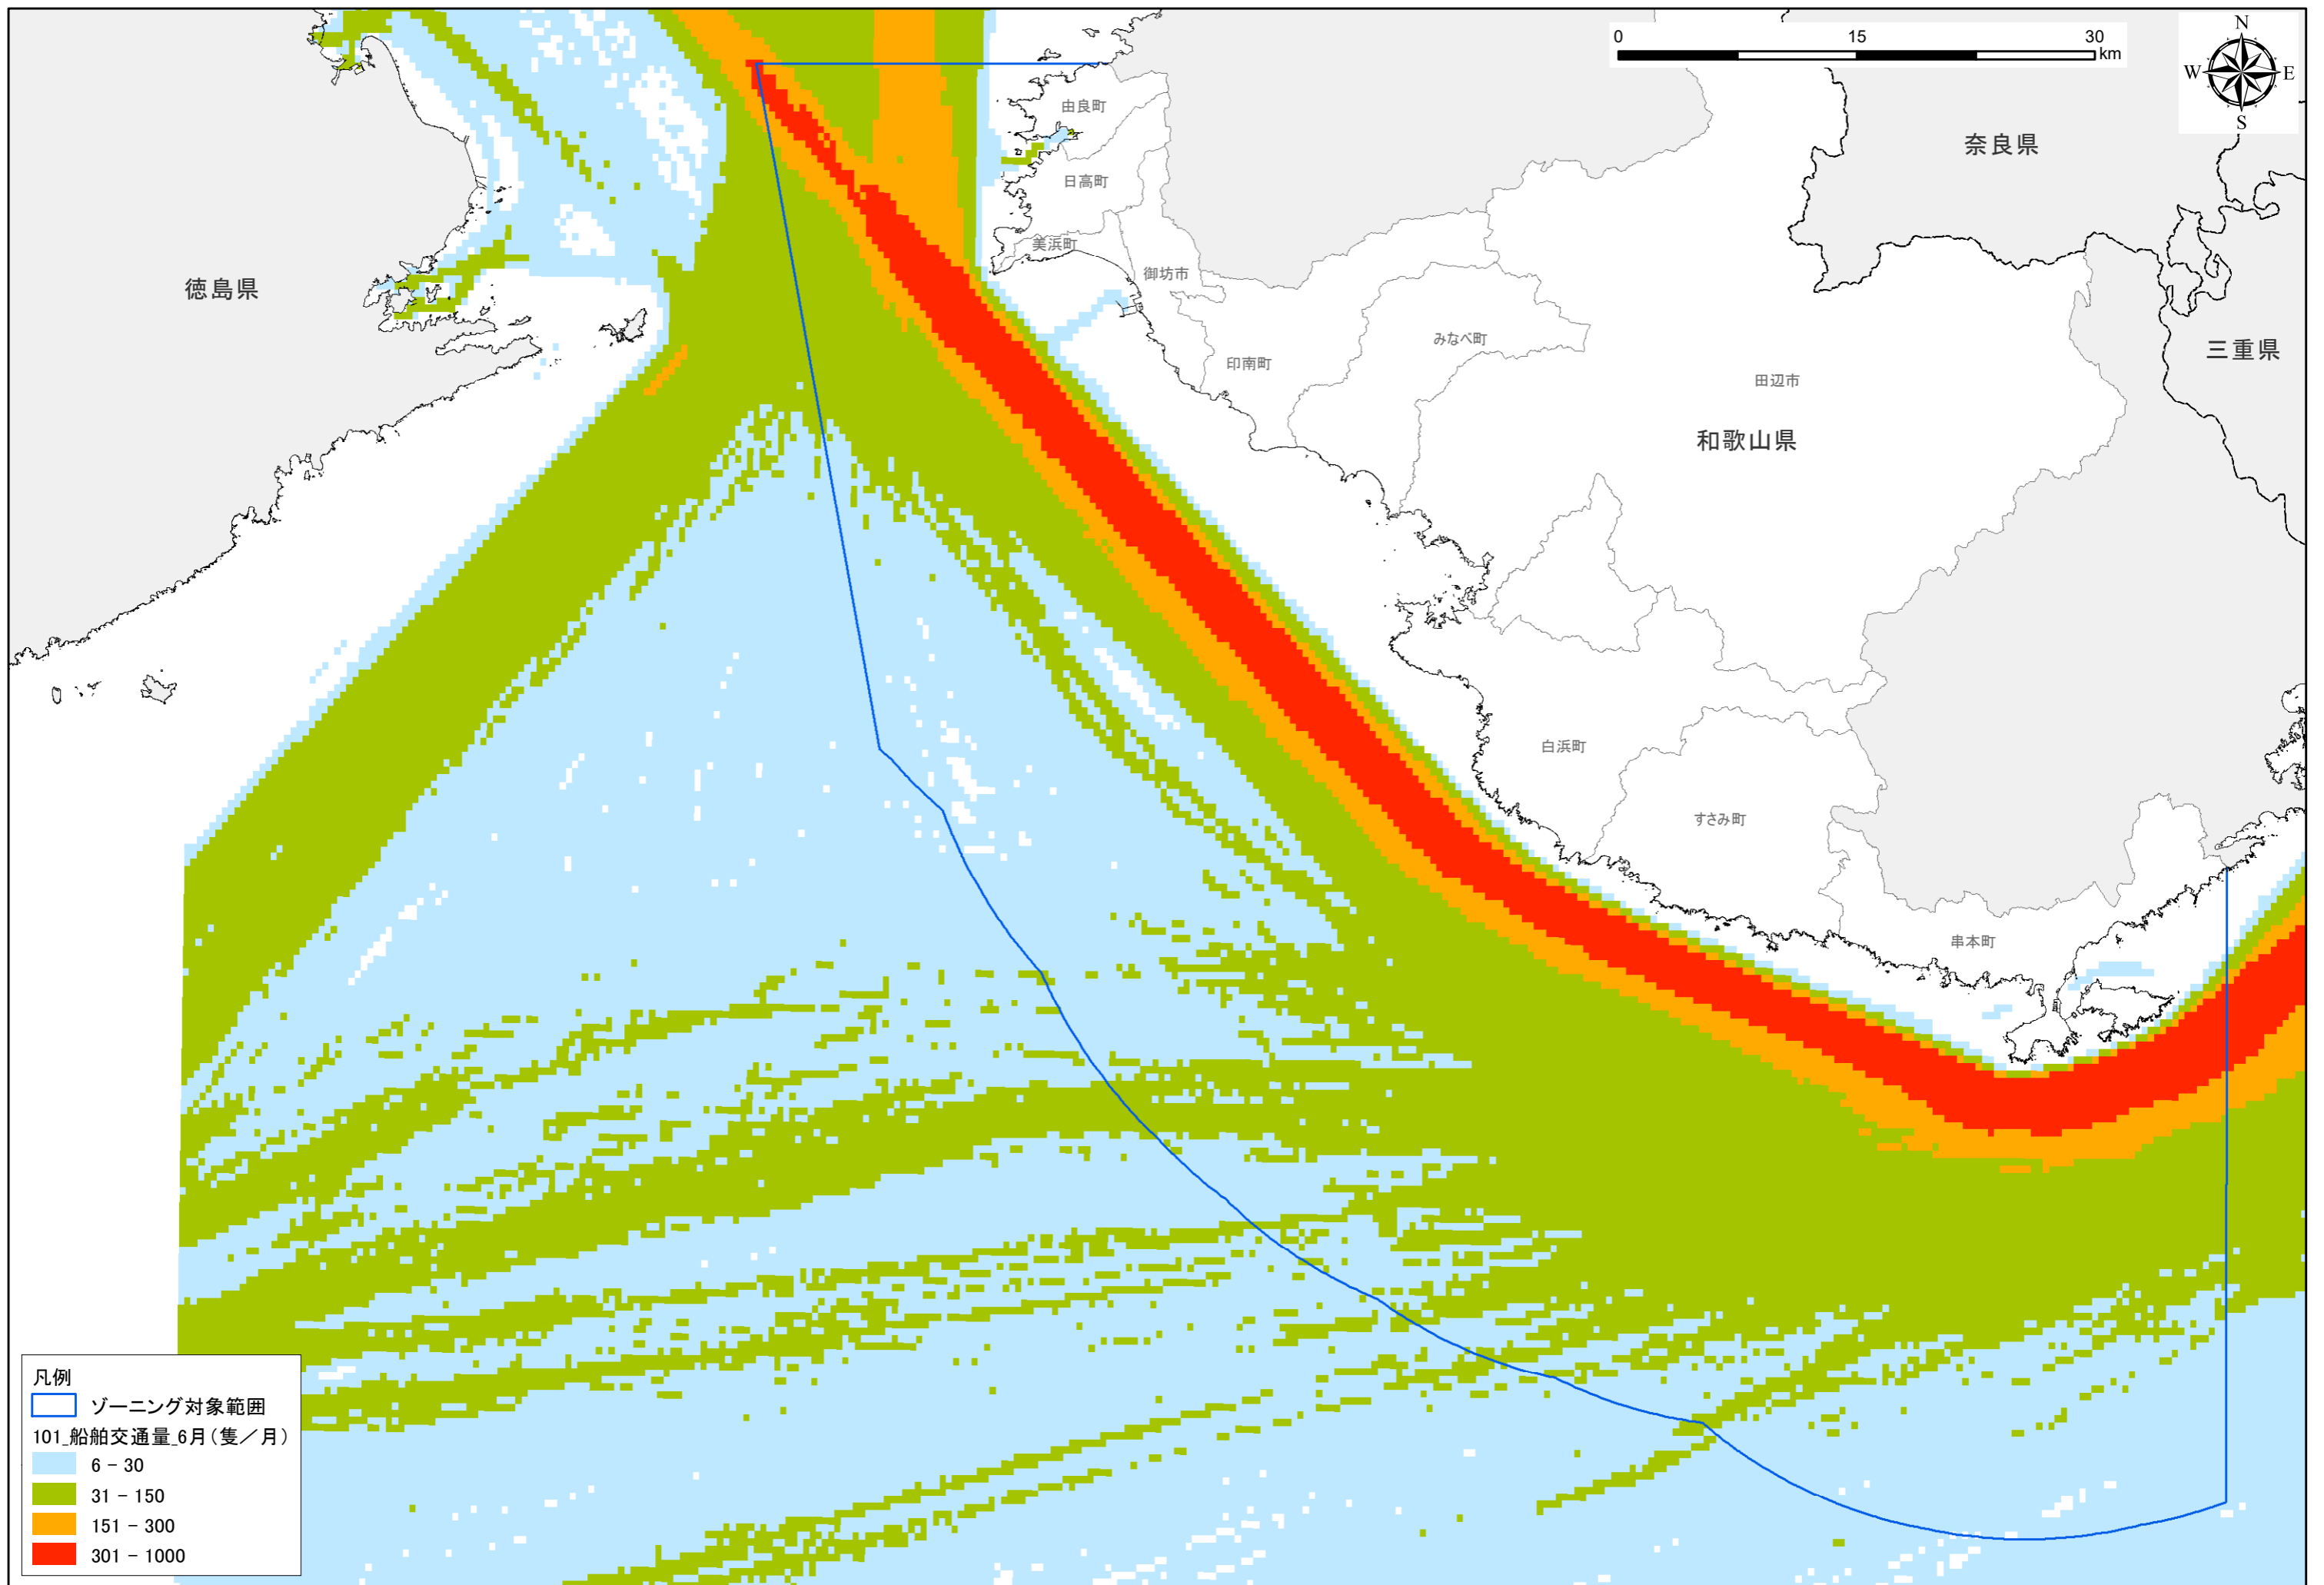 0 15 30
km
N
W E
S
奈良県
由良町
日高町
美浜町
御坊市
徳島県
印南町
みなべ町
三重県
田辺市
和歌山県
白浜町
すさみ町
串本町
凡例
ゾーニング対象範囲
101_船舶交通量_6月(隻／月)
6 - 30
31 - 150
151 - 300
301 - 1000